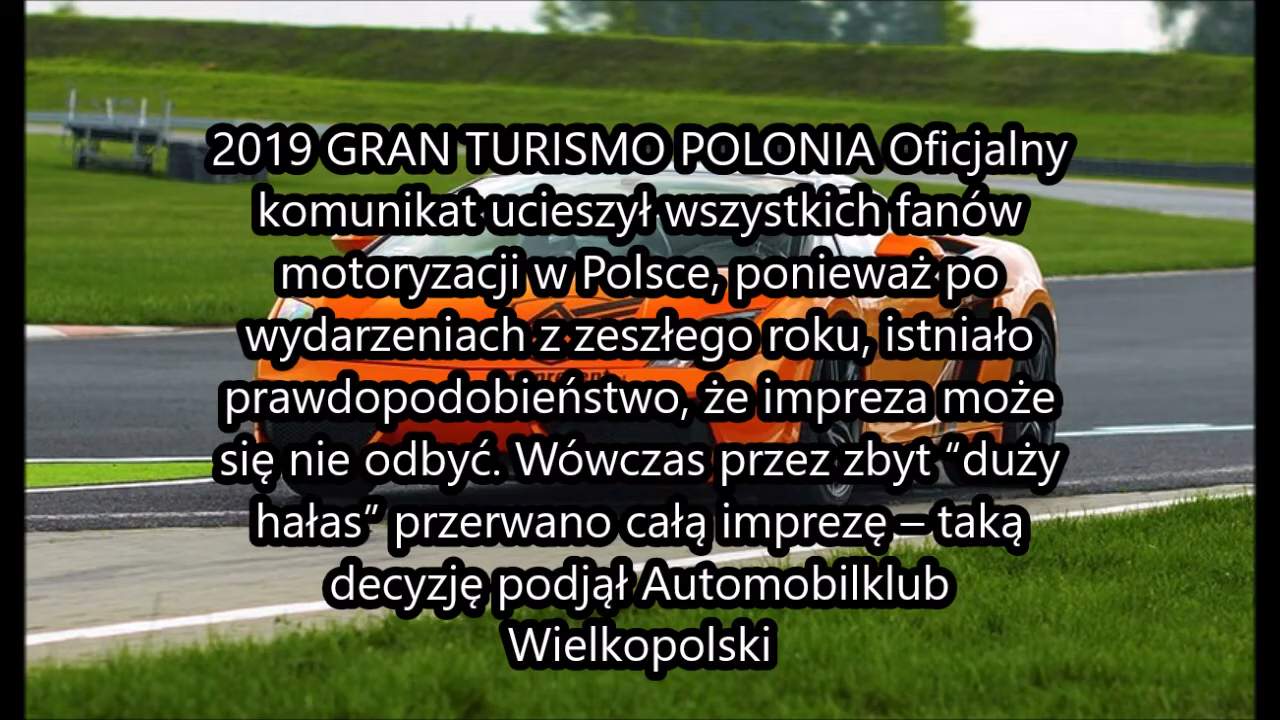 2019 GRAN TURISMO POLONIA Oficjalny
komunikat ucieszył wszystkich fanów
motoryzacji w Polsce, ponieważ po
wydarzeniach z zeszłego roku, istniało
prawdopodobieństwo, że impreza może
się nie odbyć. Wówczas przez zbyt “duży
hałas” przerwano całą imprezę – taką
decyzję podjął Automobilklub
Wielkopolski